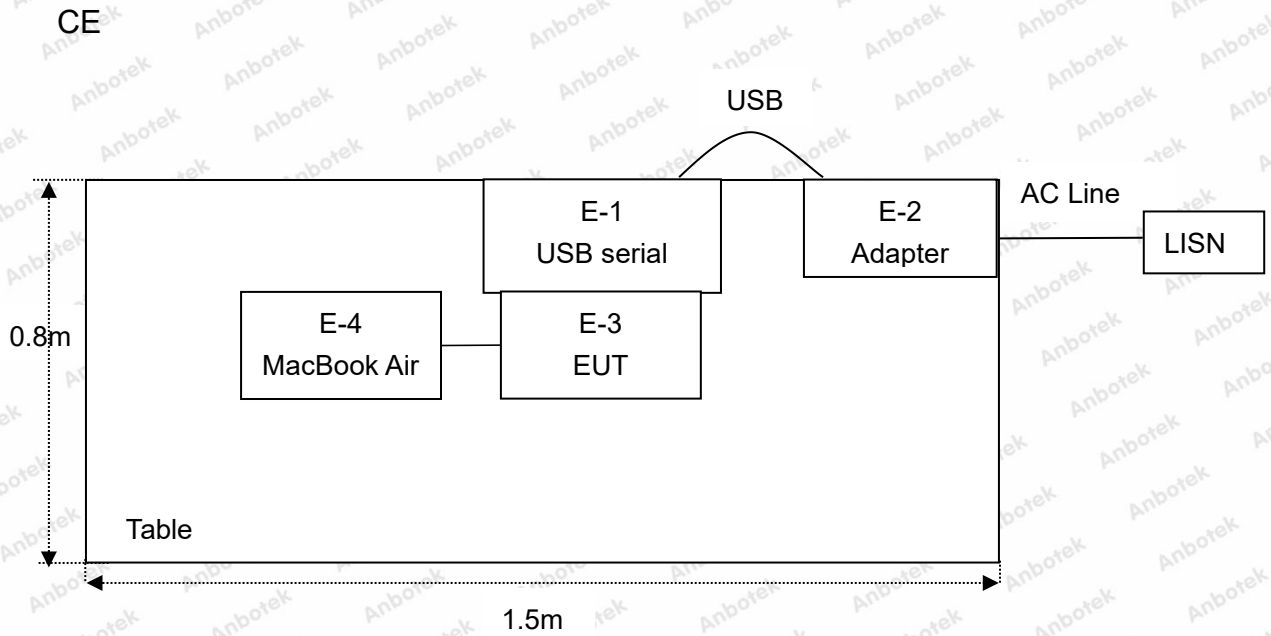 CE
USB
E-1
USB serial
E-2
Adapter
AC Line
LISN
E-4
MacBook Air
E-3
EUT
0.8m
Table
1.5m
Anbotek